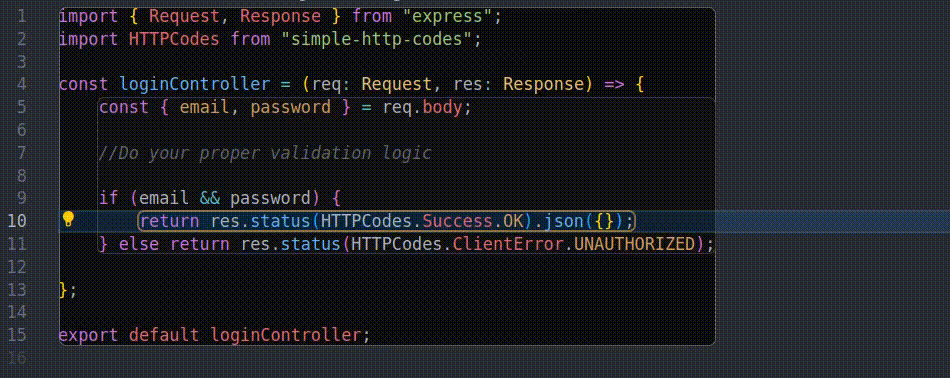 1 import { Request, Response } from "express";
2 import HTTPCodes from "simple-http-codes";
3
4 const loginController = (req: Request, res: Response) => {
5 const { email, password } = req.body;
6
7 //Do your proper validation logic
8
9 if (email && password) {
10 return res.status(HTTPCodes.Success.OK).json({});
11 } else return res.status(HTTPCodes.ClientError.UNAUTHORIZED);
12
13 };
14
15 export default loginController;
16